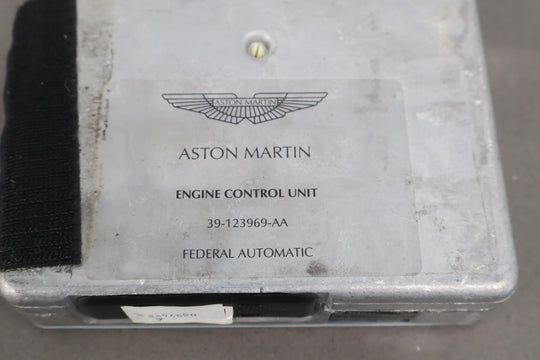 ASTON MARTIN
ASTON MARTIN
ENGINE CONTROL UNIT
39-123969-AA
FEDERAL AUTOMATIC